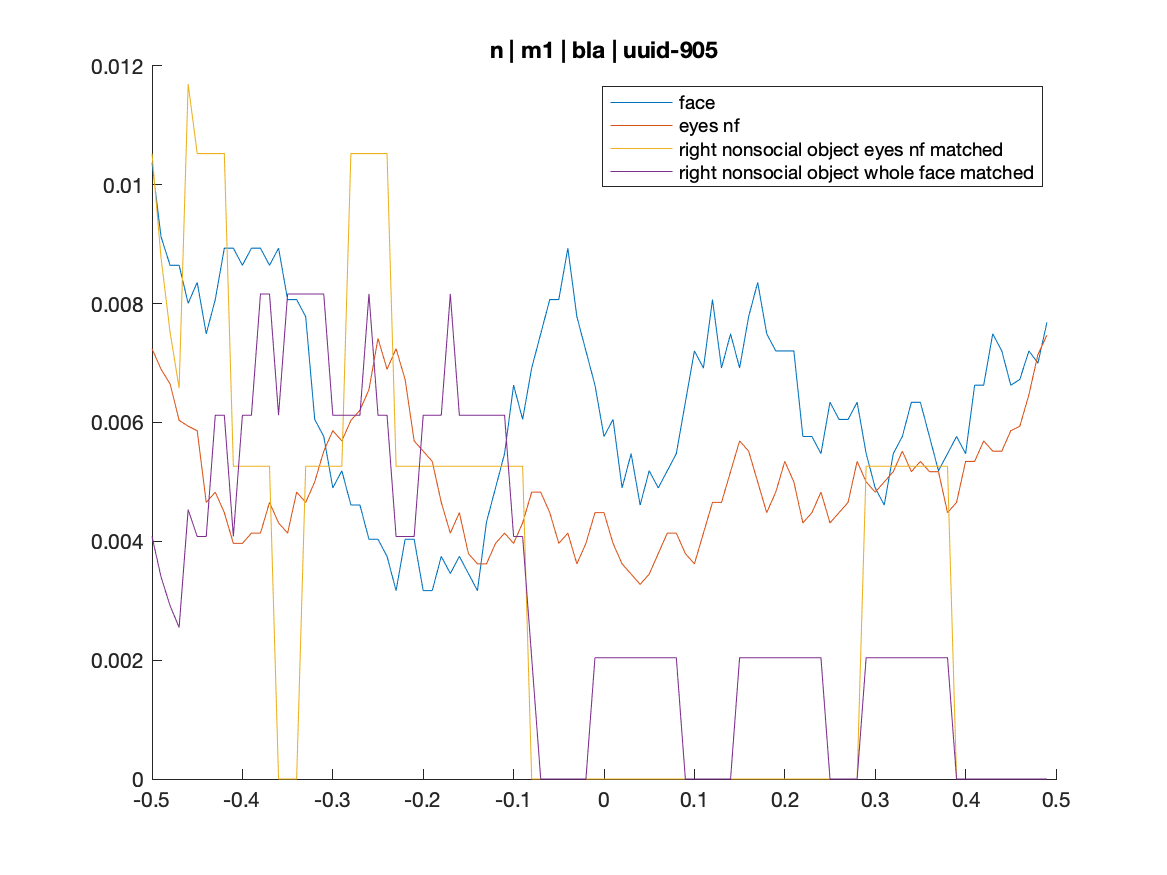 n | m1 | bla | uuid-905
0.012
0.01
0.008
0.006
0.004
0.002
0
face
eyes nf
right nonsocial object eyes nf matched
right nonsocial object whole face matched
-0.5 -0.4 -0.3 -0.2 -0.1 0 0.1 0.2 0.3 0.4 0.5